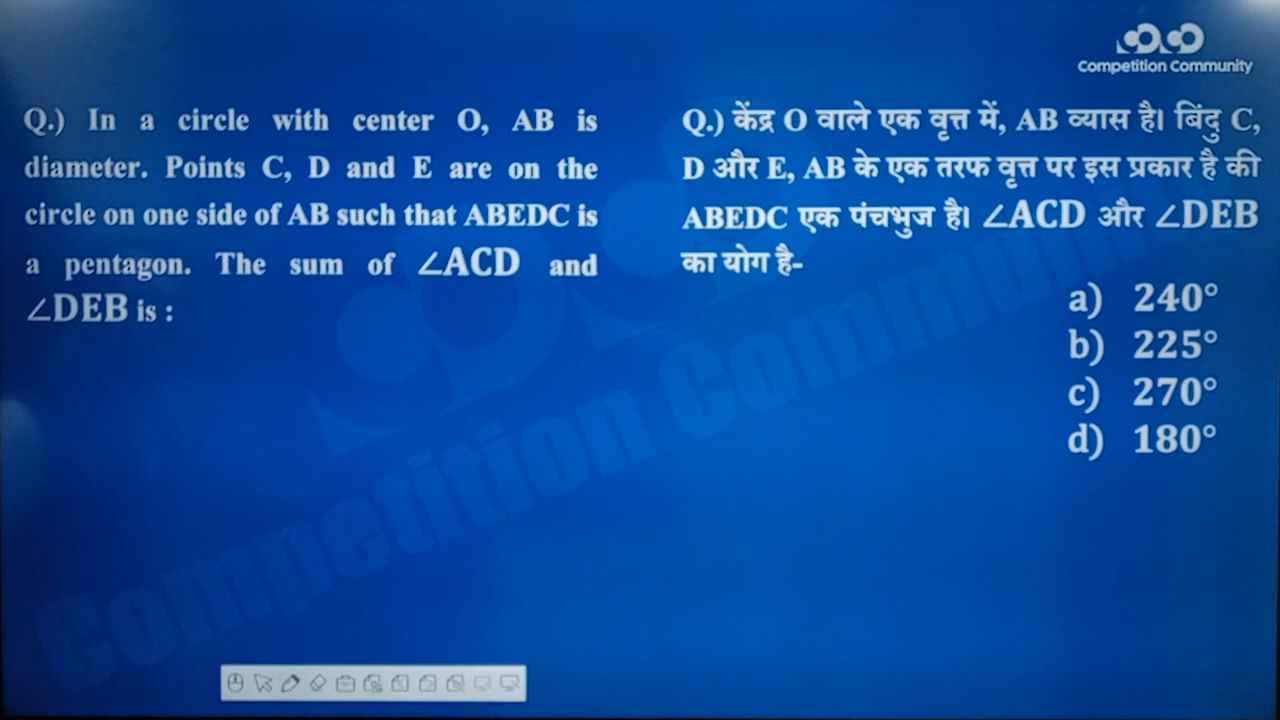 Competition Community
Q.) In a circle with center O, AB is
diameter. Points C, D and E are on the
circle on one side of AB such that ABEDC is
a pentagon. The sum of ∠ACD and
∠DEB is :
Q.) केंद्र O वाले एक वृत्त में, AB व्यास है। बिंदु C,
D और E, AB के एक तरफ वृत्त पर इस प्रकार है की
ABEDC एक पंचभुज है। ∠ACD और ∠DEB
का योग है-
a) 240°
b) 225°
c) 270°
d) 180°
Competition Community